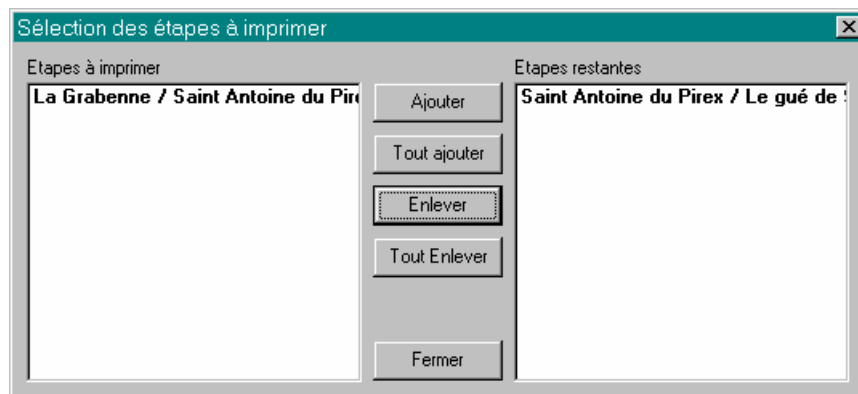 Sélection des étapes à imprimer
Etapes à imprimer
Etapes restantes
La Grabenne / Saint Antoine du Pire
Saint Antoine du Pirex / Le gué de
Ajouter
Tout ajouter
Enlever
Tout Enlever
Fermer